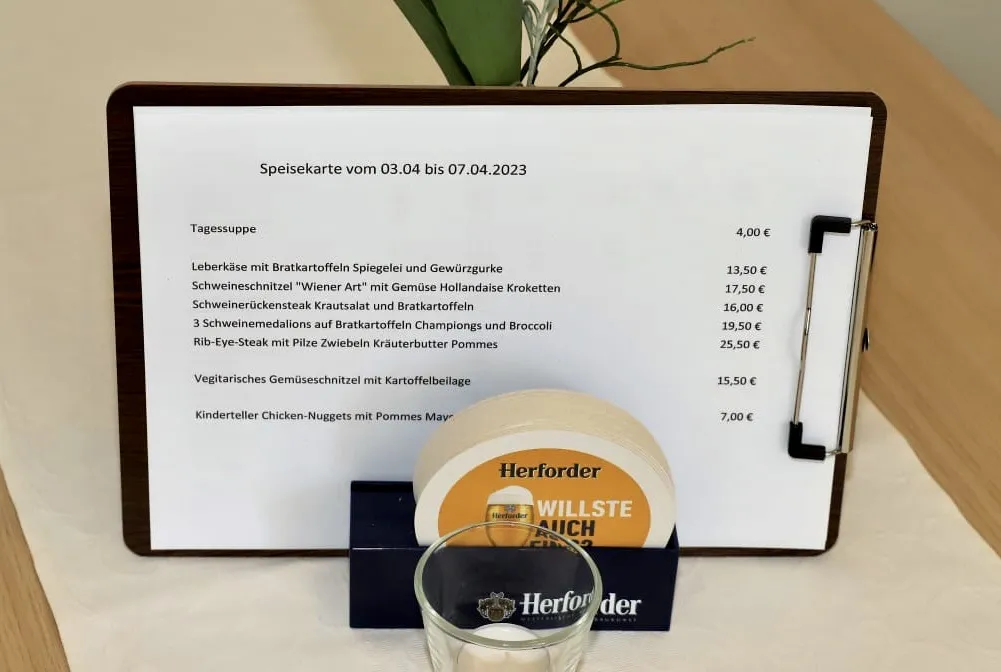 Speisekarte vom 03.04 bis 07.04.2023
Tagessuppe 4,00 €
Leberkäse mit Bratkartoffeln Spiegelei und Gewürzgurke 13,50 €
Schweineschnitzel "Wiener Art" mit Gemüse Hollandaise Kroketten 17,50 €
Schweinerückensteak Krautsalat und Bratkartoffeln 16,00 €
3 Schweinemedalions auf Bratkartoffeln Championgs und Broccoli 19,50 €
Rib-Eye-Steak mit Pilze Zwiebeln Kräuterbutter Pommes 25,50 €
Vegitarisches Gemüseschnitzel mit Kartoffelbeilage 15,50 €
Kinderteller Chicken-Nuggets mit Pommes Mayo 7,00 €
Herforder
Herforder
WILLSTE
AUCH
EINS?
Herforder